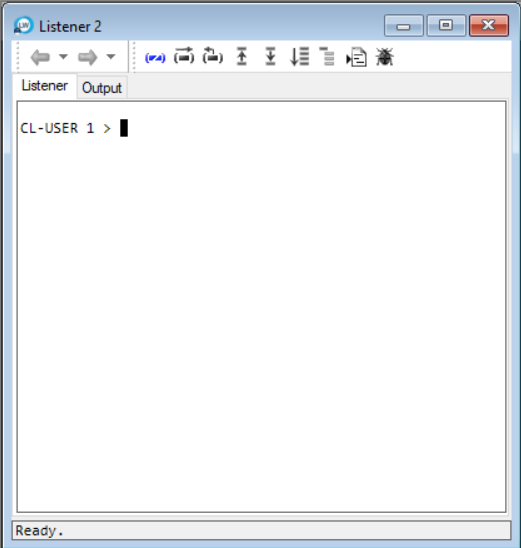 Listener 2
Listener Output
CL-USER 1 >
Ready.